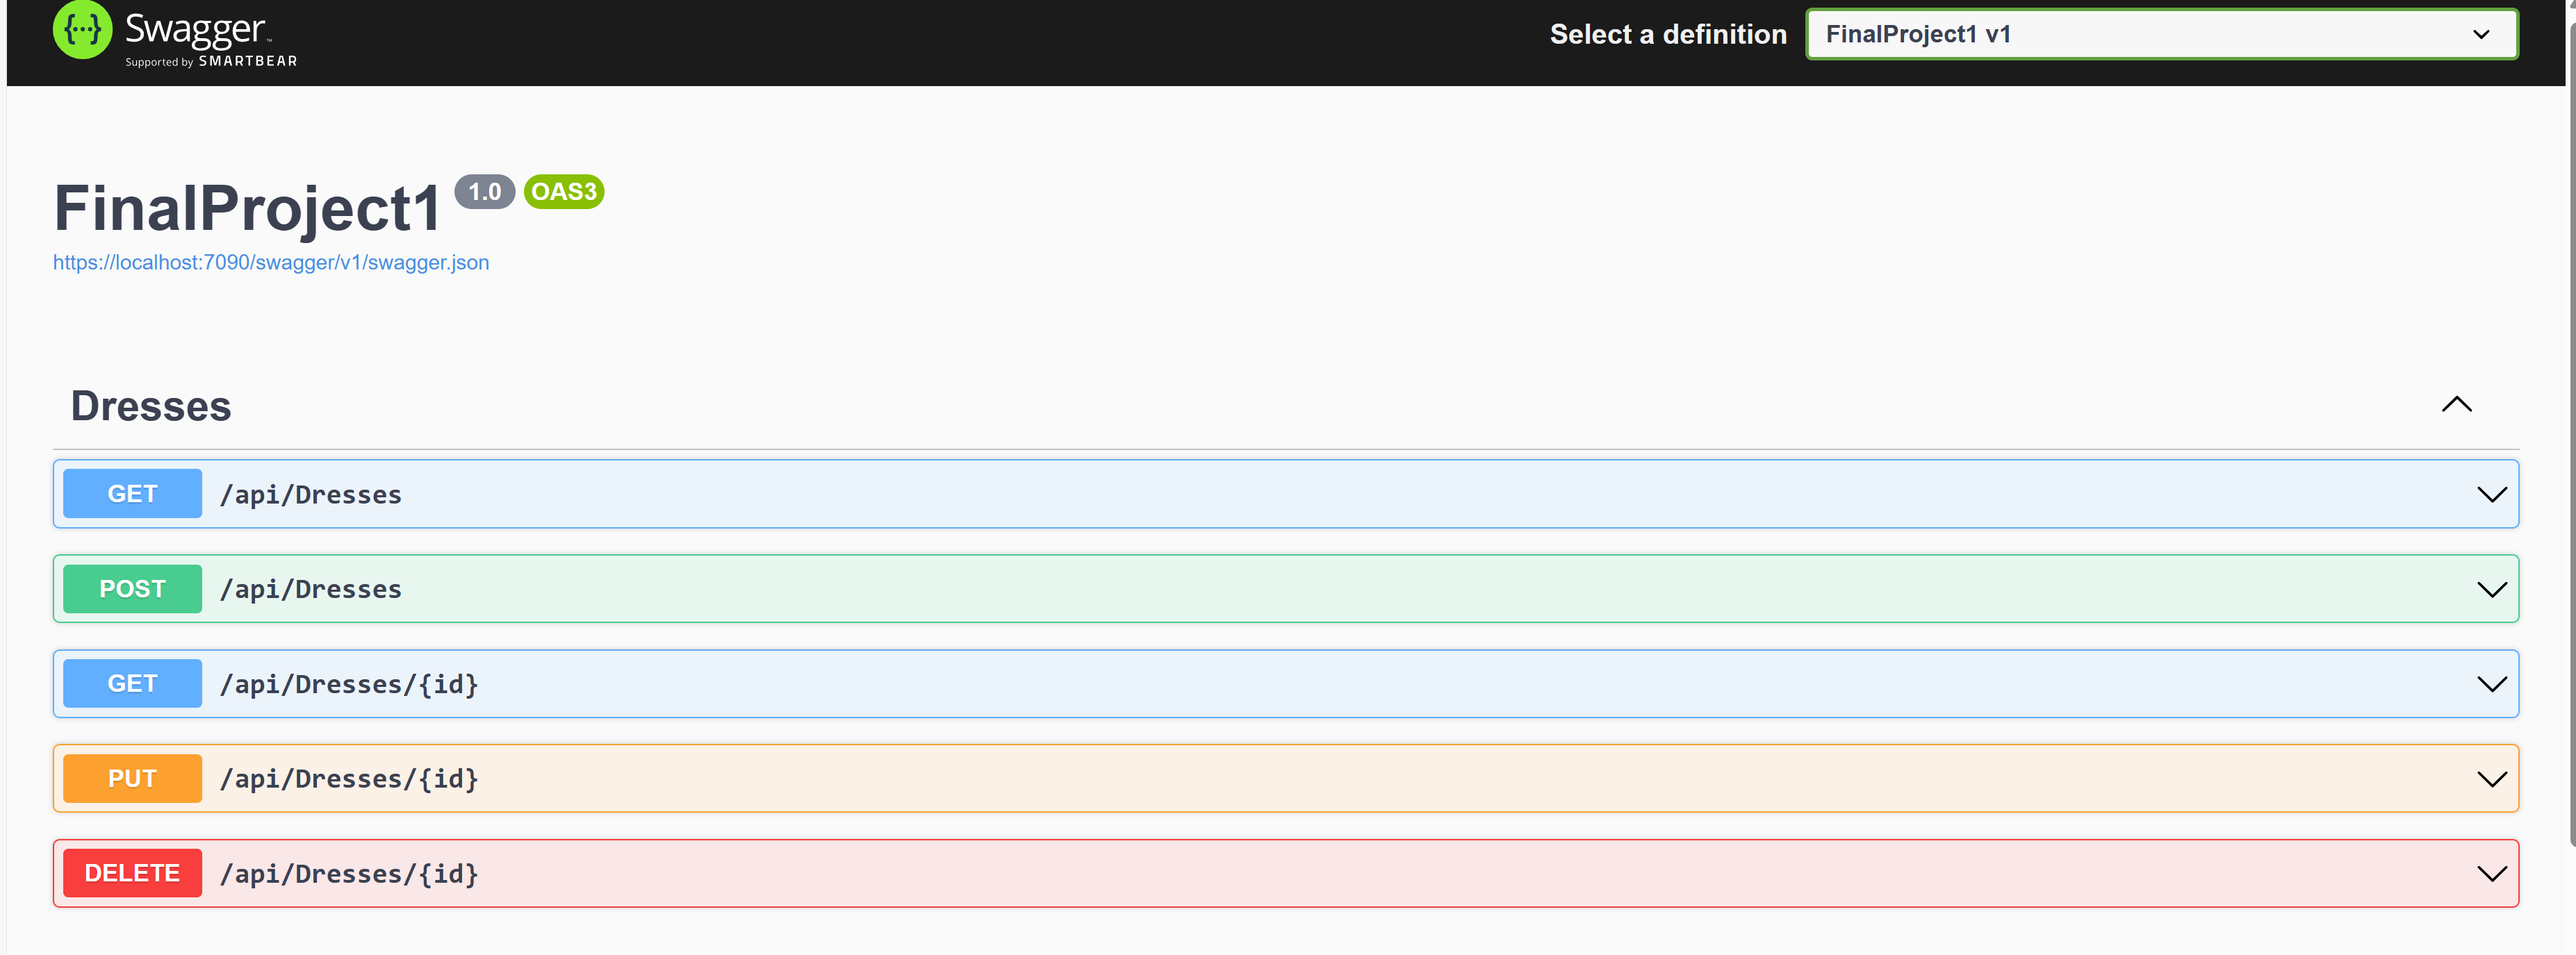 {···} Swagger™
Supported by SMARTBEAR
Select a definition
FinalProject1 v1
FinalProject1 1.0 OAS3
https://localhost:7090/swagger/v1/swagger.json
Dresses
GET /api/Dresses
POST /api/Dresses
GET /api/Dresses/{id}
PUT /api/Dresses/{id}
DELETE /api/Dresses/{id}